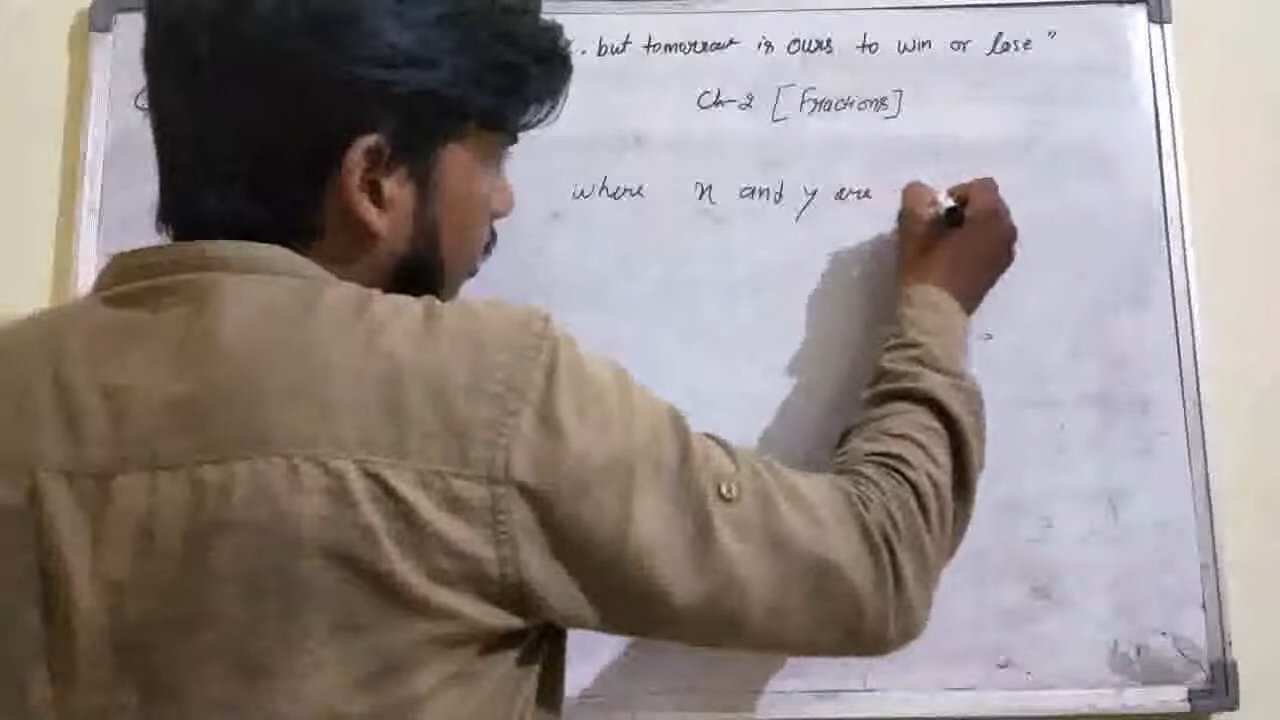 . but tomorrow is ours to win or lose"
Ch-2 [Fractions]
where x and y are